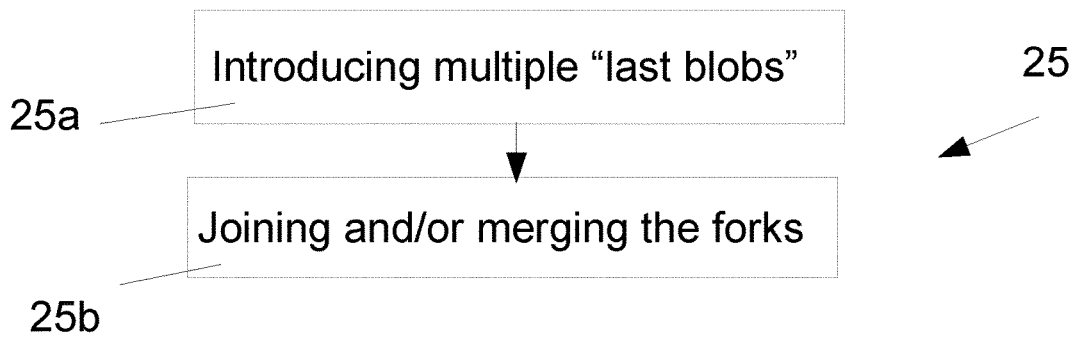 Introducing multiple “last blobs”
25
25a
Joining and/or merging the forks
25b